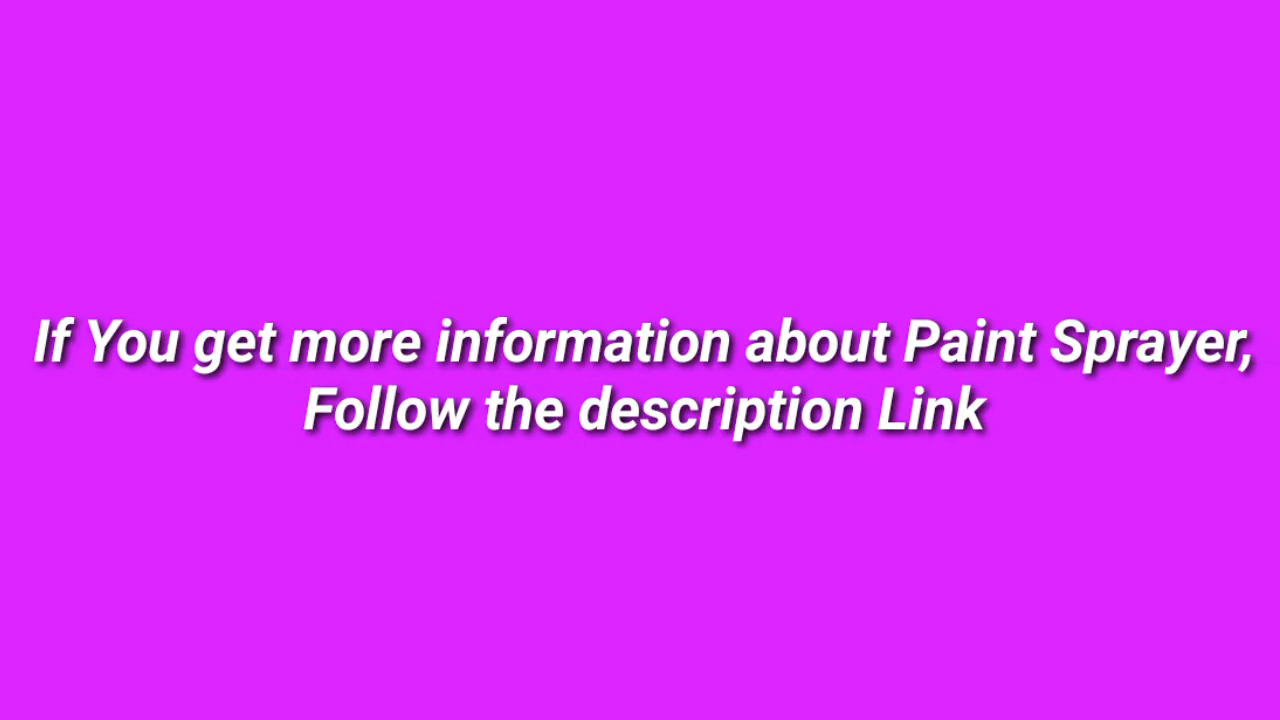 If You get more information about Paint Sprayer,
Follow the description Link